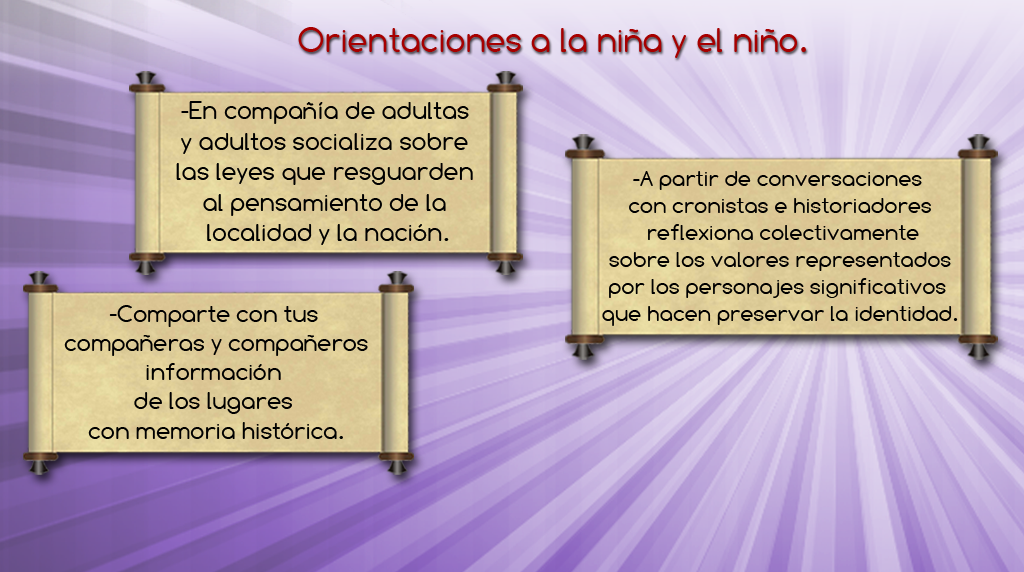 Orientaciones a la niña y el niño.
-En compañía de adultas
y adultos socializa sobre
las leyes que resguarden
al pensamiento de la
localidad y la nación.
-A partir de conversaciones
con cronistas e historiadores
reflexiona colectivamente
sobre los valores representados
por los personajes significativos
que hacen preservar la identidad.
-Comparte con tus
compañeras y compañeros
información
de los lugares
con memoria histórica.